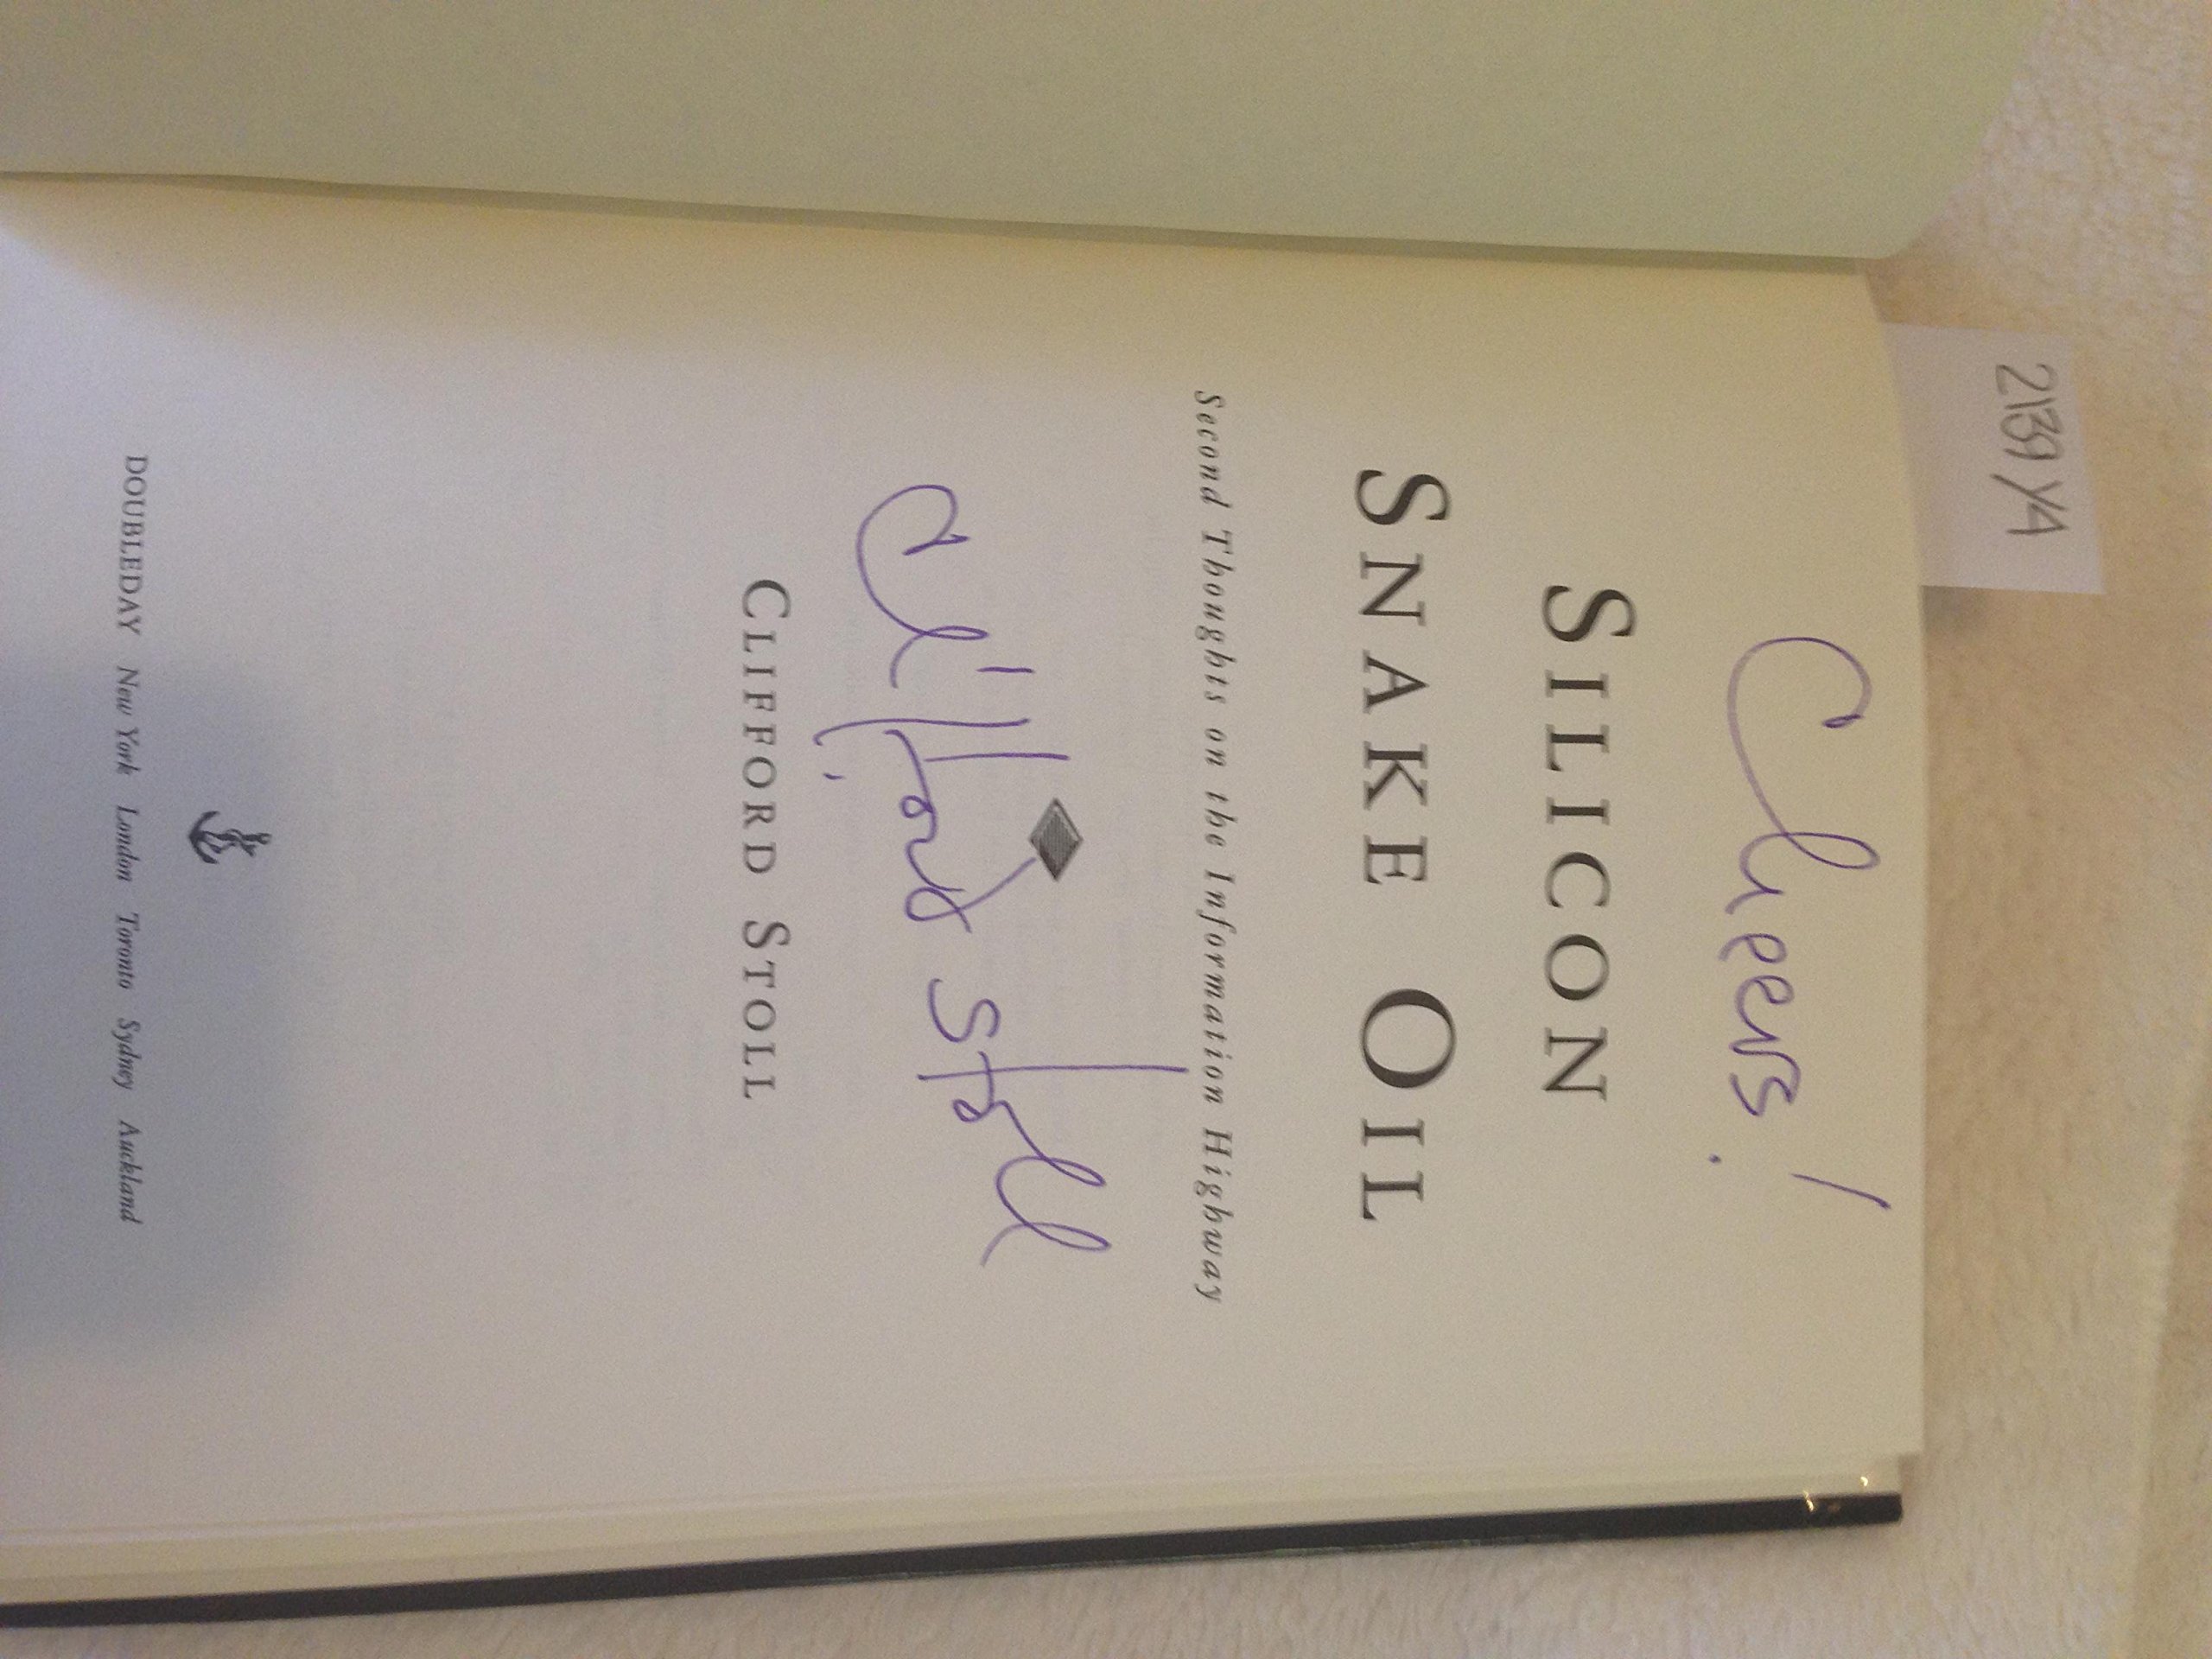 2139 YA
Cheers!
SILICON
SNAKE OIL
Second Thoughts on the Information Highway
Clifford Stoll
CLIFFORD STOLL
DOUBLEDAY New York London Toronto Sydney Auckland